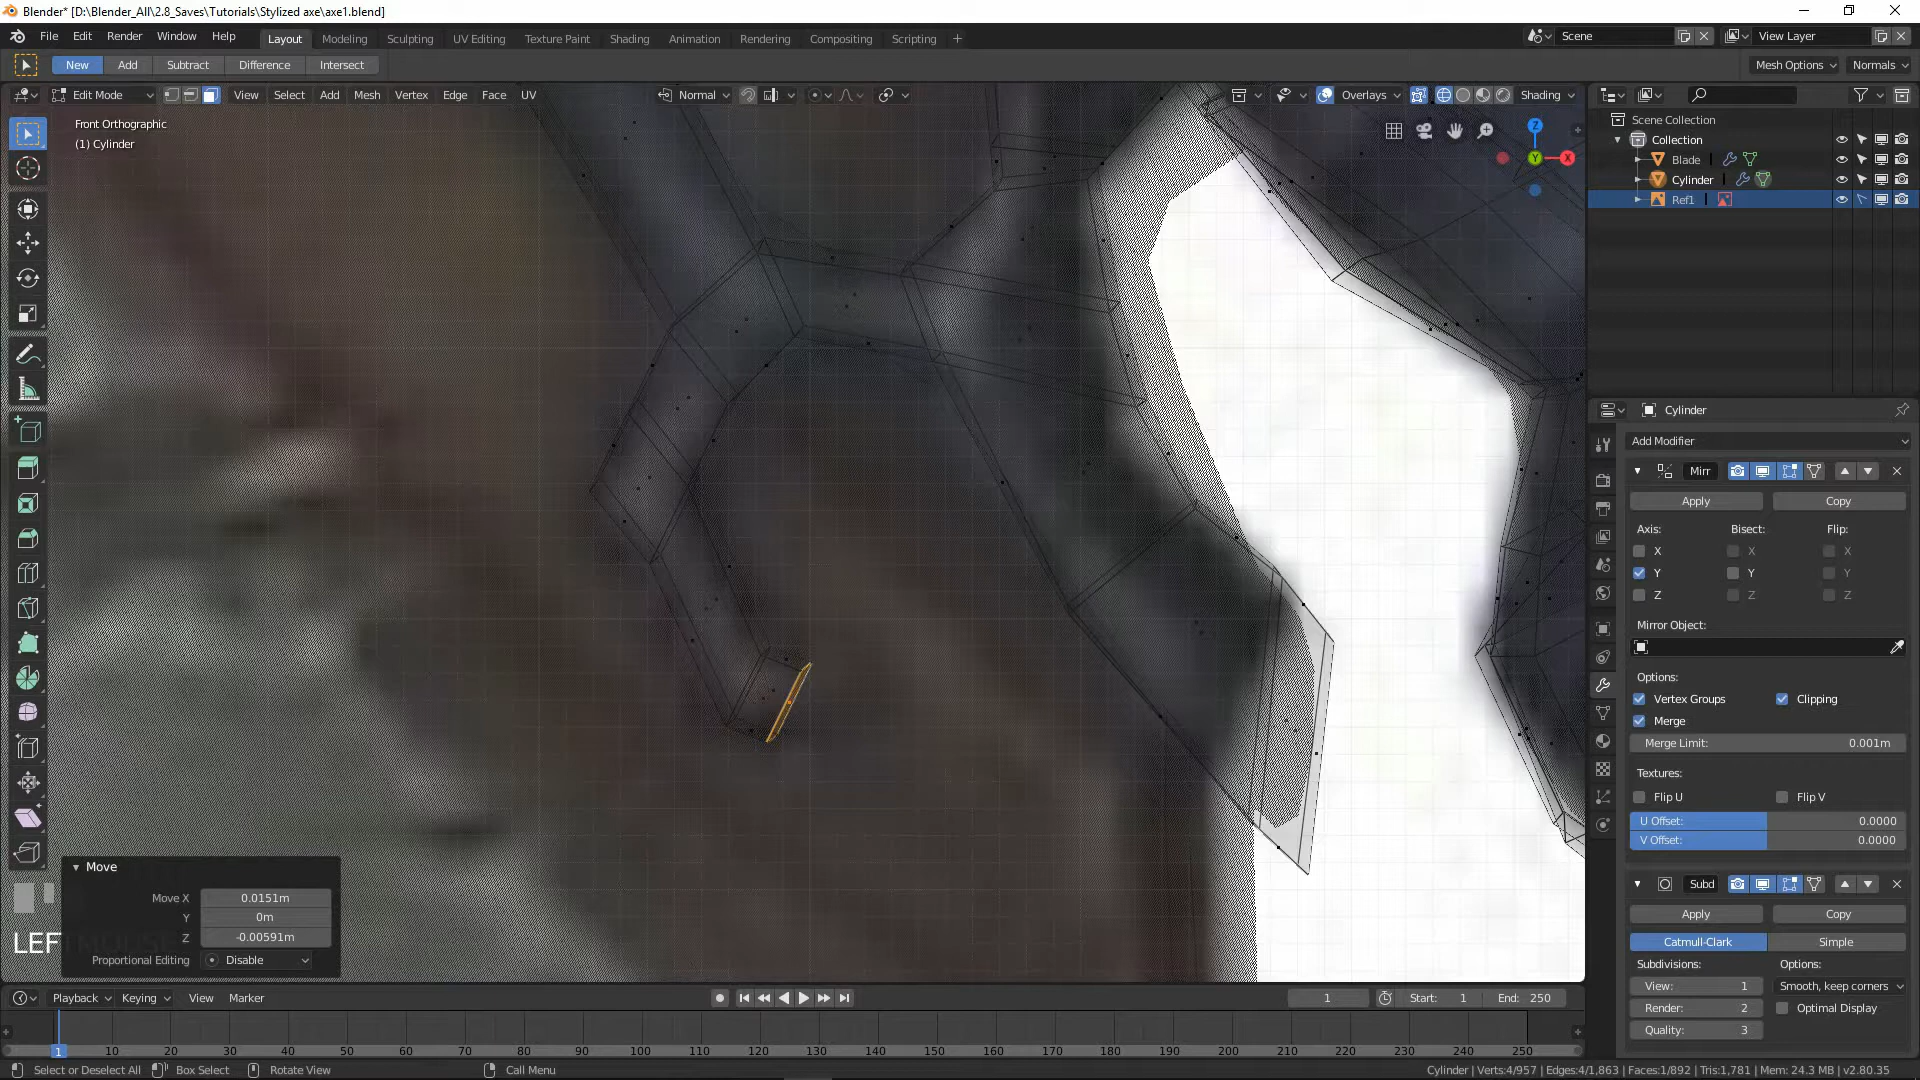 Blender* [D:\Blender_All\2.8_Saves\Tutorials\Stylized axe\axe1.blend]
File Edit Render Window Help Layout Modeling Sculpting UV Editing Texture Paint Shading Animation Rendering Compositing Scripting + Scene View Layer
New Add Subtract Difference Intersect Mesh Options Normals
Edit Mode View Select Add Mesh Vertex Edge Face UV Normal Overlays Shading
Front Orthographic
(1) Cylinder
Z
Y X
Scene Collection
Collection
Blade
Cylinder
Ref1
Cylinder
Add Modifier
Mirr
Apply Copy
Axis: Bisect: Flip:
X X X
Y Y Y
Z Z Z
Mirror Object:
Options:
Vertex Groups Clipping
Merge
Merge Limit: 0.001m
Textures:
Flip U Flip V
U Offset: 0.0000
V Offset: 0.0000
Subd
Apply Copy
Catmull-Clark Simple
Subdivisions: Options:
View: 1 Smooth, keep corners
Render: 2 Optimal Display
Quality: 3
Move
Move X 0.0151m
Y 0m
Z -0.00591m
Proportional Editing Disable
Playback Keying View Marker 1 Start: 1 End: 250
1 10 20 30 40 50 60 70 80 90 100 110 120 130 140 150 160 170 180 190 200 210 220 230 240 250
Select or Deselect All Box Select Rotate View Call Menu Cylinder | Verts:4/957 | Edges:4/1,863 | Faces:1/892 | Tris:1,781 | Mem: 24.3 MB | v2.80.35